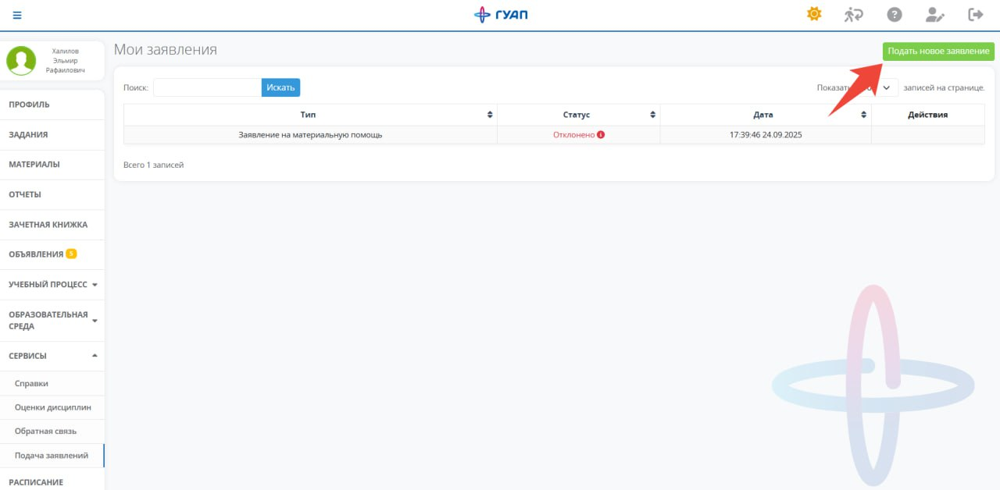 ГУАП
Халилов
Эльмир
Рафаилович
Мои заявления
Подать новое заявление
Поиск:
Искать
Показать
записей на странице.
Тип
Статус
Дата
Действия
Заявление на материальную помощь
Отклонено
17:39:46 24.09.2025
Всего 1 записей
ПРОФИЛЬ
ЗАДАНИЯ
МАТЕРИАЛЫ
ОТЧЕТЫ
ЗАЧЕТНАЯ КНИЖКА
ОБЪЯВЛЕНИЯ 5
УЧЕБНЫЙ ПРОЦЕСС
ОБРАЗОВАТЕЛЬНАЯ
СРЕДА
СЕРВИСЫ
Справки
Оценки дисциплин
Обратная связь
Подача заявлений
РАСПИСАНИЕ